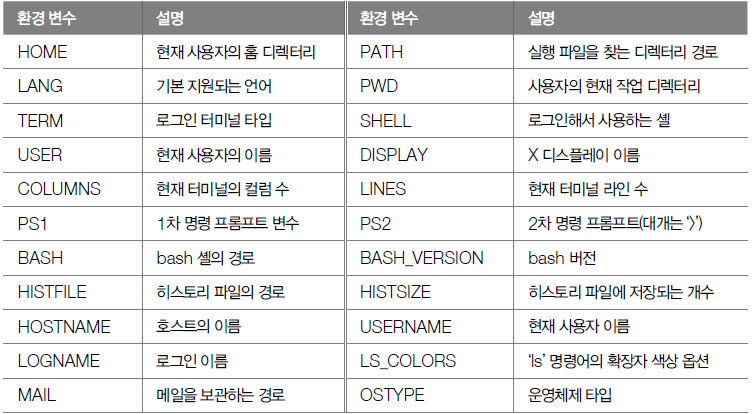 환경 변수 설명 환경 변수 설명
HOME 현재 사용자의 홈 디렉터리 PATH 실행 파일을 찾는 디렉터리 경로
LANG 기본 지원되는 언어 PWD 사용자의 현재 작업 디렉터리
TERM 로그인 터미널 타입 SHELL 로그인해서 사용하는 셸
USER 현재 사용자의 이름 DISPLAY X 디스플레이 이름
COLUMNS 현재 터미널의 컬럼 수 LINES 현재 터미널 라인 수
PS1 1차 명령 프롬프트 변수 PS2 2차 명령 프롬프트(대개는 ‘>’)
BASH bash 셸의 경로 BASH_VERSION bash 버전
HISTFILE 히스토리 파일의 경로 HISTSIZE 히스토리 파일에 저장되는 개수
HOSTNAME 호스트의 이름 USERNAME 현재 사용자 이름
LOGNAME 로그인 이름 LS_COLORS ‘ls’ 명령어의 확장자 색상 옵션
MAIL 메일을 보관하는 경로 OSTYPE 운영체제 타입